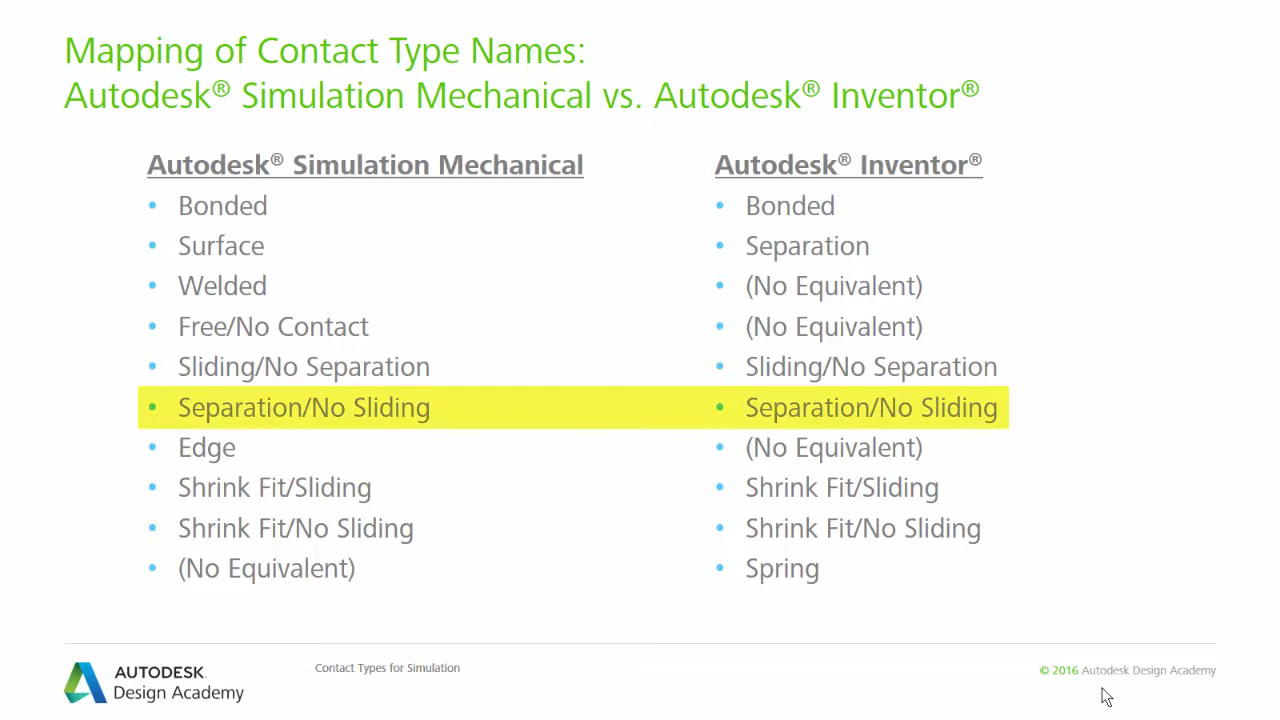 Mapping of Contact Type Names:
Autodesk® Simulation Mechanical vs. Autodesk® Inventor®
Autodesk® Simulation Mechanical
• Bonded
• Surface
• Welded
• Free/No Contact
• Sliding/No Separation
• Separation/No Sliding
• Edge
• Shrink Fit/Sliding
• Shrink Fit/No Sliding
• (No Equivalent)
Autodesk® Inventor®
• Bonded
• Separation
• (No Equivalent)
• (No Equivalent)
• Sliding/No Separation
• Separation/No Sliding
• (No Equivalent)
• Shrink Fit/Sliding
• Shrink Fit/No Sliding
• Spring
AUTODESK.
Design Academy
Contact Types for Simulation
© 2016 Autodesk Design Academy